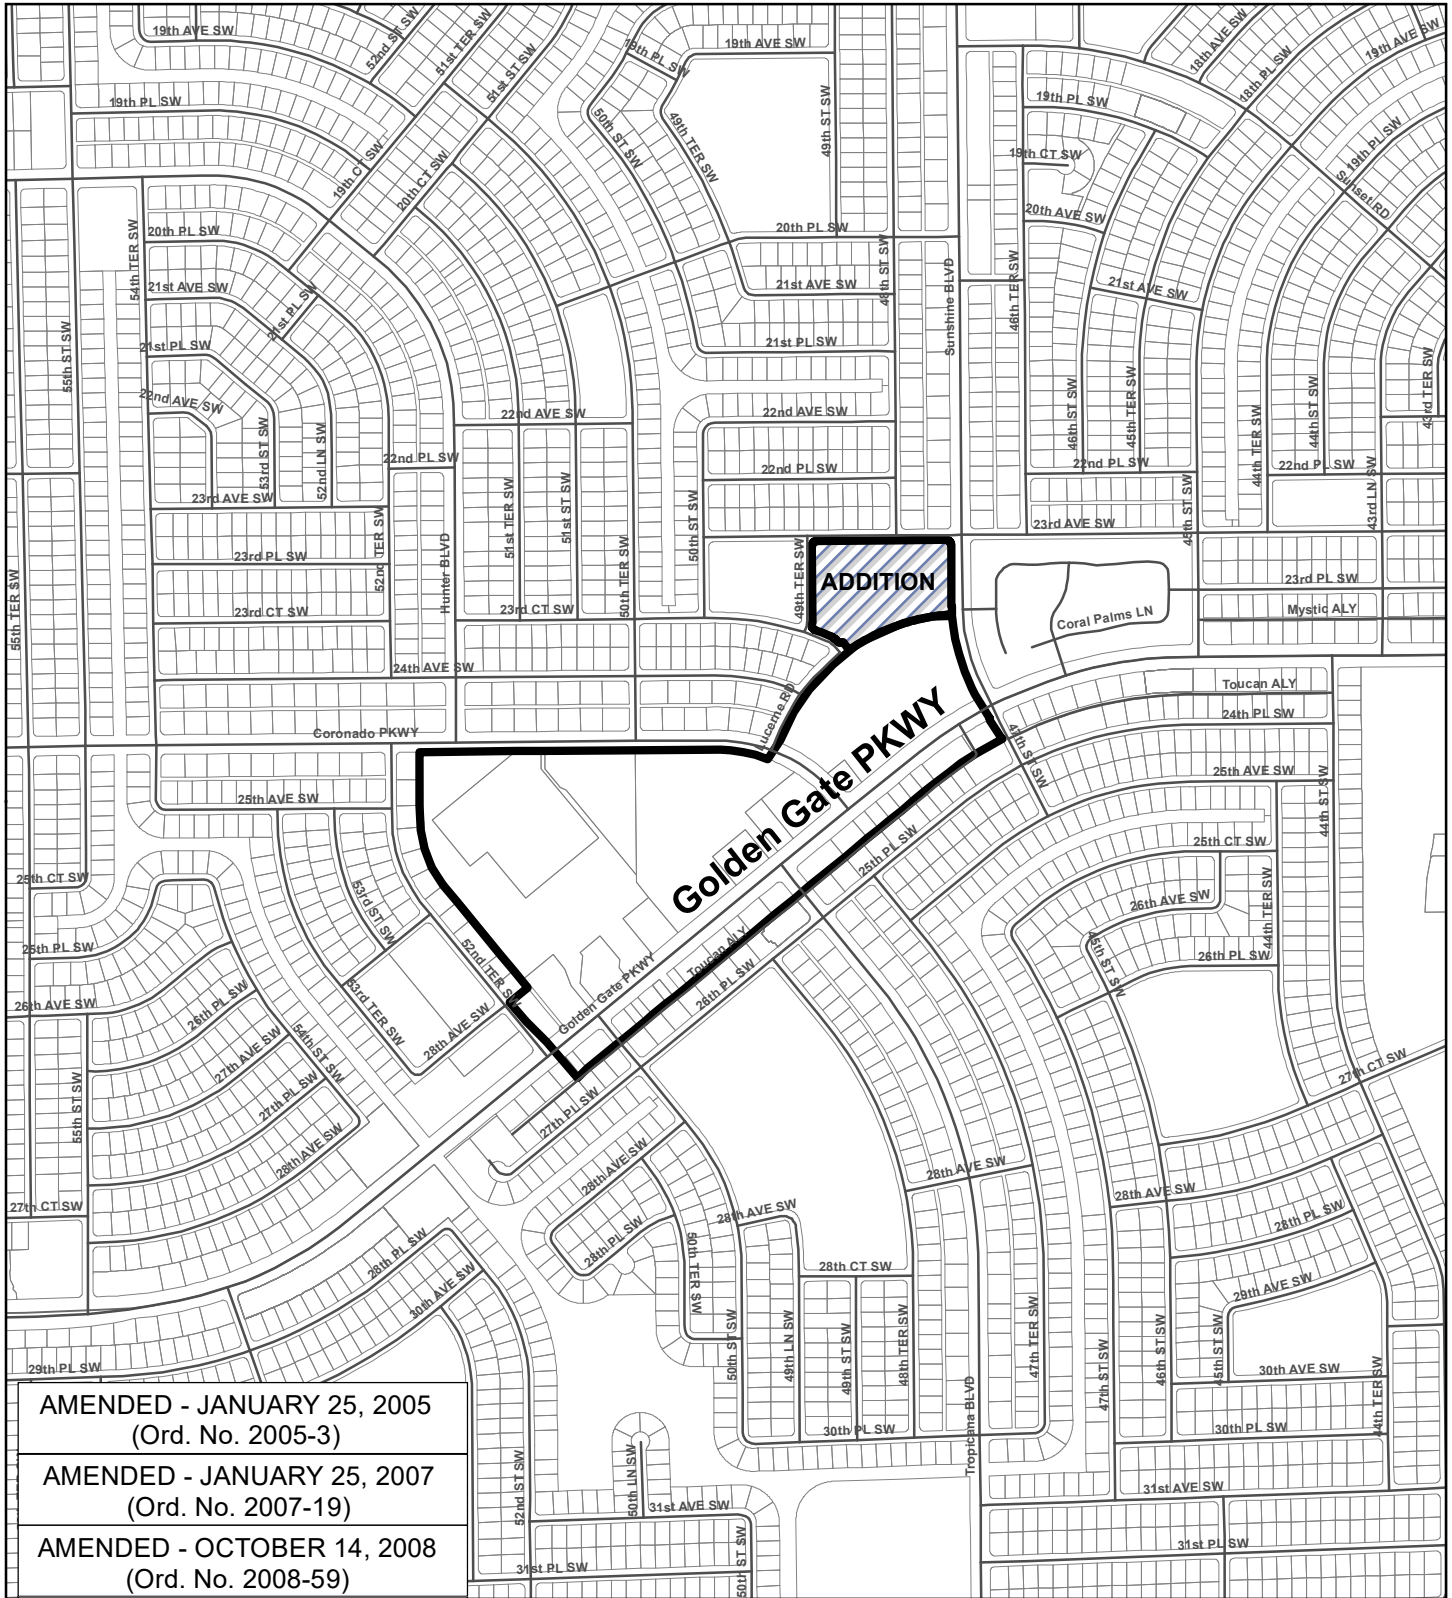 19th AVE SW
52nd ST SW
51st TER SW
51st ST SW
19th PL SW
19th AVE SW
18th AVE SW
18th PL SW
19th AVE SW
19th PL SW
50th ST SW
49th TER SW
49th ST SW
19th PL SW
19th CT SW
19th PL SW
Sunset RD
19th CT SW
20th CT SW
20th AVE SW
54th TER SW
20th PL SW
20th PL SW
48th ST SW
Sunshine BLVD
46th TER SW
21st AVE SW
21st PL SW
21st AVE SW
21st AVE SW
55th ST SW
21st PL SW
21st PL SW
22nd AVE SW
22nd AVE SW
22nd AVE SW
46th ST SW
45th TER SW
44th TER SW
44th ST SW
43rd TER SW
53rd ST SW
52nd LN SW
22nd PL SW
22nd PL SW
22nd PL SW
22nd PL SW
23rd AVE SW
51st TER SW
51st ST SW
50th ST SW
23rd AVE SW
45th ST SW
43rd LN SW
23rd PL SW
52nd TER SW
Hunter BLVD
50th TER SW
49th TER SW
ADDITION
23rd PL SW
55th TER SW
23rd CT SW
23rd CT SW
Coral Palms LN
Mystic ALY
24th AVE SW
Lucerne RD
Toucan ALY
24th PL SW
Coronado PKWY
Golden Gate PKWY
47th ST SW
25th AVE SW
25th AVE SW
44th ST SW
25th PL SW
25th CT SW
25th CT SW
53rd ST SW
26th AVE SW
44th TER SW
25th PL SW
52nd TER SW
Toucan ALY
45th ST SW
26th PL SW
26th AVE SW
26th PL SW
53rd TER SW
28th AVE SW
Golden Gate PKWY
26th PL SW
54th ST SW
27th AVE SW
27th CT SW
55th ST SW
27th PL SW
27th PL SW
28th AVE SW
28th AVE SW
28th AVE SW
28th AVE SW
27th CT SW
28th AVE SW
28th PL SW
28th PL SW
28th PL SW
50th TER SW
28th CT SW
30th AVE SW
29th AVE SW
29th PL SW
50th ST SW
49th LN SW
49th ST SW
48th TER SW
47th TER SW
47th ST SW
46th ST SW
45th ST SW
30th AVE SW
44th TER SW
AMENDED - JANUARY 25, 2005
(Ord. No. 2005-3)
30th PL SW
Tropicana BLVD
30th PL SW
AMENDED - JANUARY 25, 2007
(Ord. No. 2007-19)
52nd ST SW
50th LN SW
31st AVE SW
31st AVE SW
AMENDED - OCTOBER 14, 2008
(Ord. No. 2008-59)
31st PL SW
50th ST SW
31st PL SW